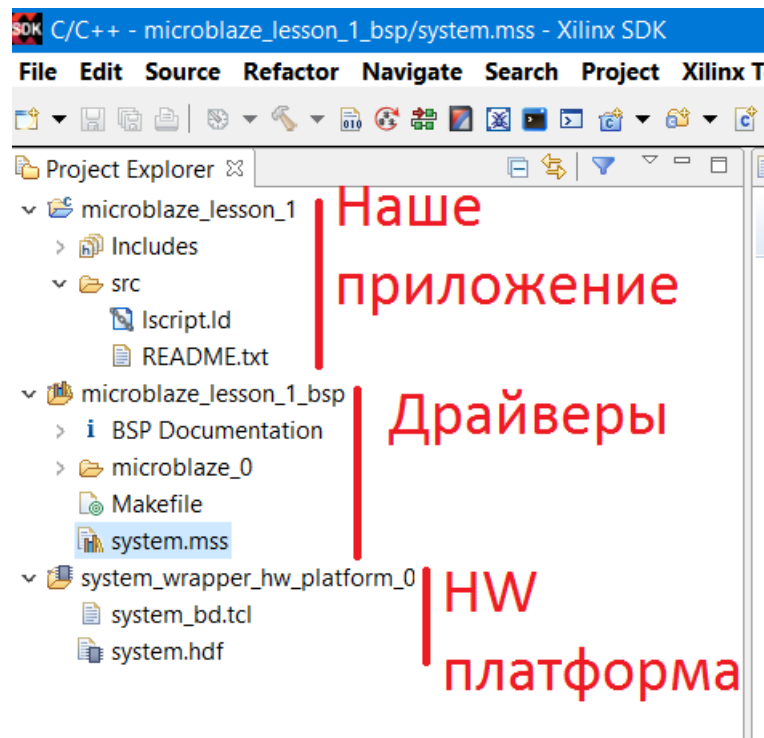 SDK C/C++ - microblaze_lesson_1_bsp/system.mss - Xilinx SDK
File Edit Source Refactor Navigate Search Project Xilinx T
010
Project Explorer
microblaze_lesson_1
Наше
Includes
приложение
src
lscript.ld
README.txt
microblaze_lesson_1_bsp
Драйверы
BSP Documentation
microblaze_0
Makefile
system.mss
system_wrapper_hw_platform_0
HW
system_bd.tcl
system.hdf
платформа